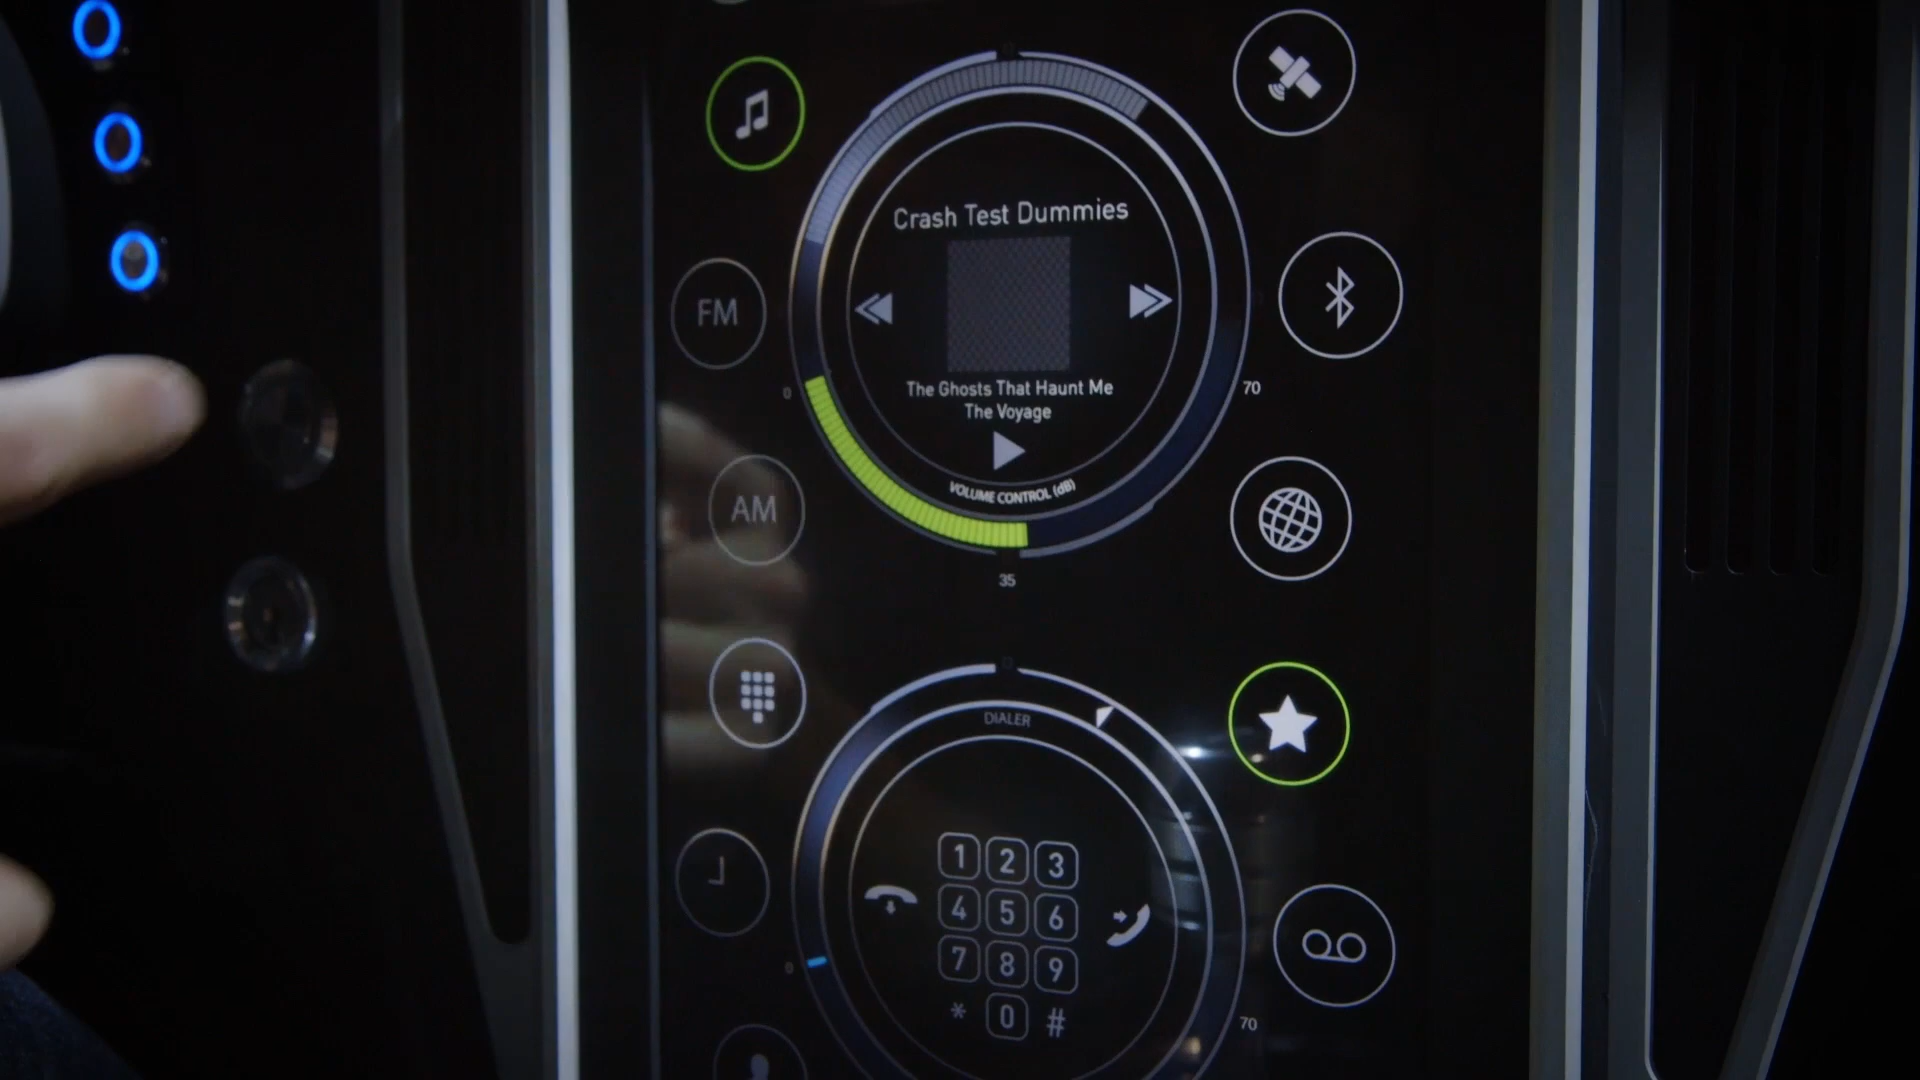 Crash Test Dummies
FM
The Ghosts That Haunt Me
The Voyage
0
70
VOLUME CONTROL (dB)
AM
35
DIALER
1 2 3
4 5 6
7 8 9
* 0 #
0
70